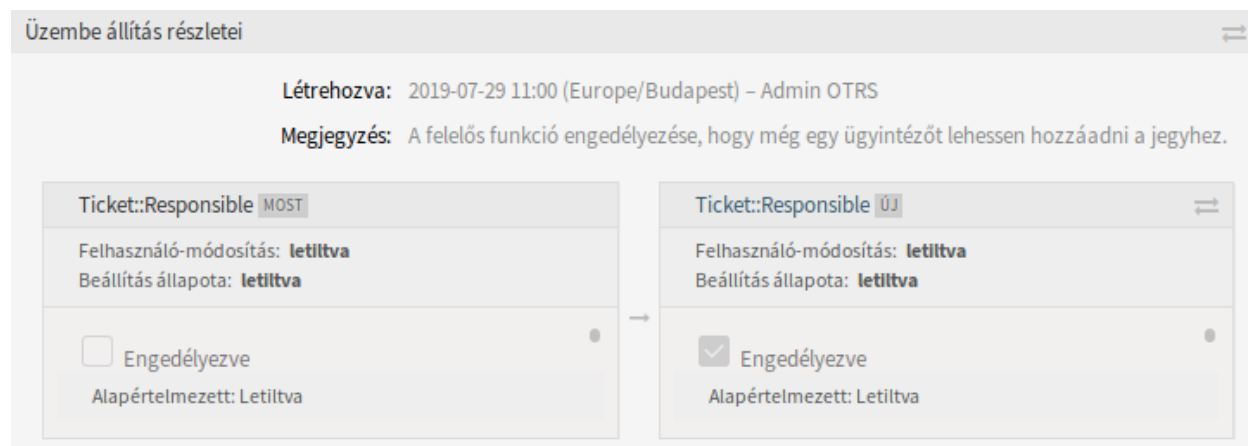 Üzembe állítás részletei
Létrehozva: 2019-07-29 11:00 (Europe/Budapest) – Admin OTRS
Megjegyzés: A felelős funkció engedélyezése, hogy még egy ügyintézőt lehessen hozzáadni a jegyhez.
Ticket::Responsible MOST
Felhasználó-módosítás: letiltva
Beállítás állapota: letiltva
Engedélyezve
Alapértelmezett: Letiltva
Ticket::Responsible ÚJ
Felhasználó-módosítás: letiltva
Beállítás állapota: letiltva
Engedélyezve
Alapértelmezett: Letiltva